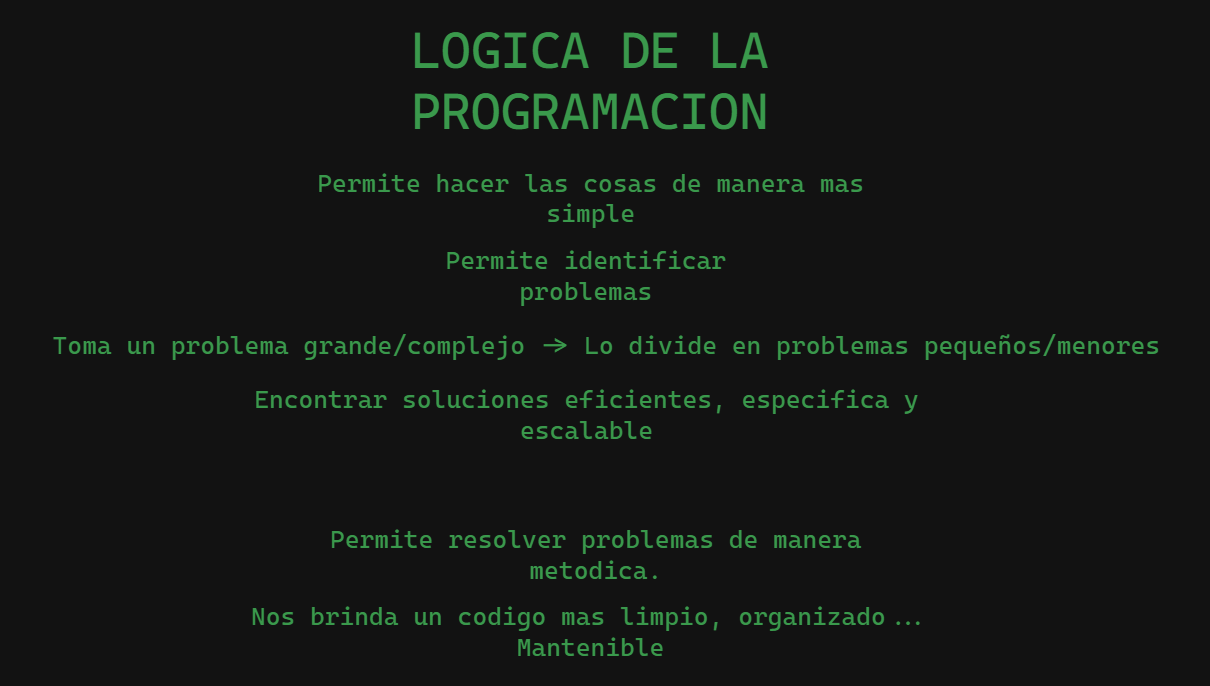 LOGICA DE LA
PROGRAMACION
Permite hacer las cosas de manera mas
simple
Permite identificar
problemas
Toma un problema grande/complejo → Lo divide en problemas pequeños/menores
Encontrar soluciones eficientes, especifica y
escalable
Permite resolver problemas de manera
metodica.
Nos brinda un codigo mas limpio, organizado...
Mantenible